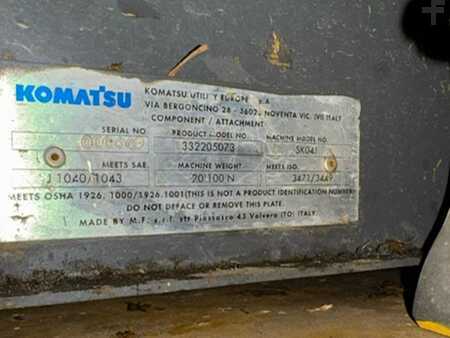 KOMATSU
KOMATSU UTILITY EUROPE S.p.A
VIA BERGONCINO 28 - 36025 NOVENTA VIC. (VI) ITALY
COMPONENT / ATTACHMENT
SERIAL NO PRODUCT MODEL NO. MACHINE MODEL NO.
332205073 SK04J
MEETS SAE. MACHINE WEIGHT MEETS ISO.
J 1040/1043 20'100 N 3471/3449
MEETS OSHA 1926, 1000/1926.1001(THIS IS NOT A PRODUCT IDENTIFICATION NUMBER)
DO NOT DEFACE OR REMOVE THIS PLATE.
MADE BY M.F. s.r.l. str Piossasco 43 Volvera (TO) ITALY